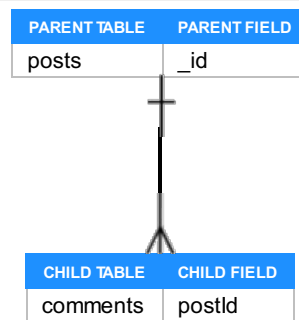 PARENT TABLE PARENT FIELD
posts _id
CHILD TABLE CHILD FIELD
comments postId